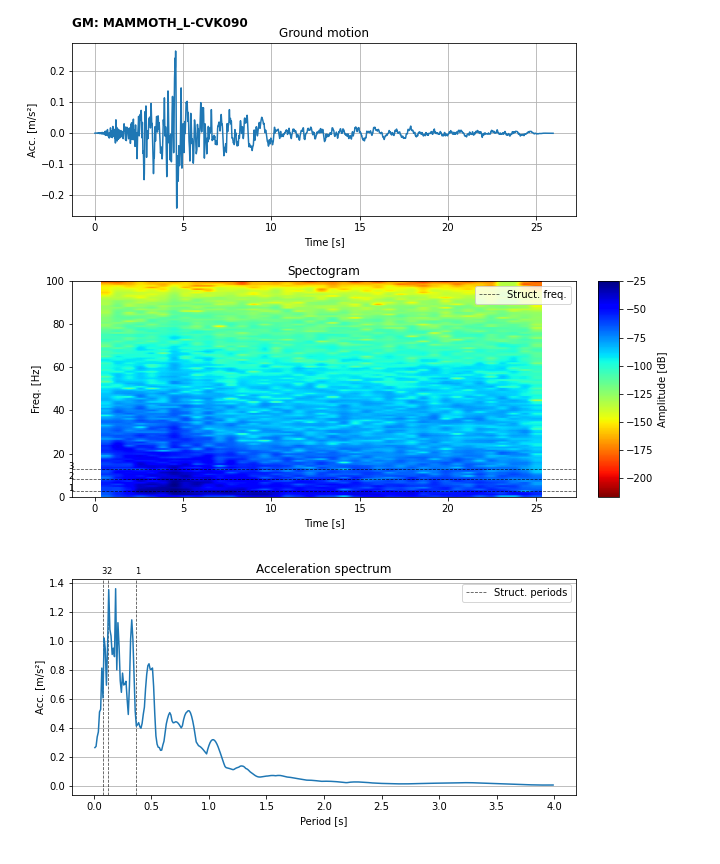 GM: MAMMOTH_L-CVK090
Ground motion
0.2
0.1
0.0
−0.1
−0.2
Acc. [m/s²]
0 5 10 15 20 25
Time [s]
Spectogram
100
80
60
40
20
0
Freq. [Hz]
3
2
1
Struct. freq.
0 5 10 15 20 25
Time [s]
−25
−50
−75
−100
−125
−150
−175
−200
Amplitude [dB]
Acceleration spectrum
3 2 1
1.4
1.2
1.0
0.8
0.6
0.4
0.2
0.0
Acc. [m/s²]
Struct. periods
0.0 0.5 1.0 1.5 2.0 2.5 3.0 3.5 4.0
Period [s]